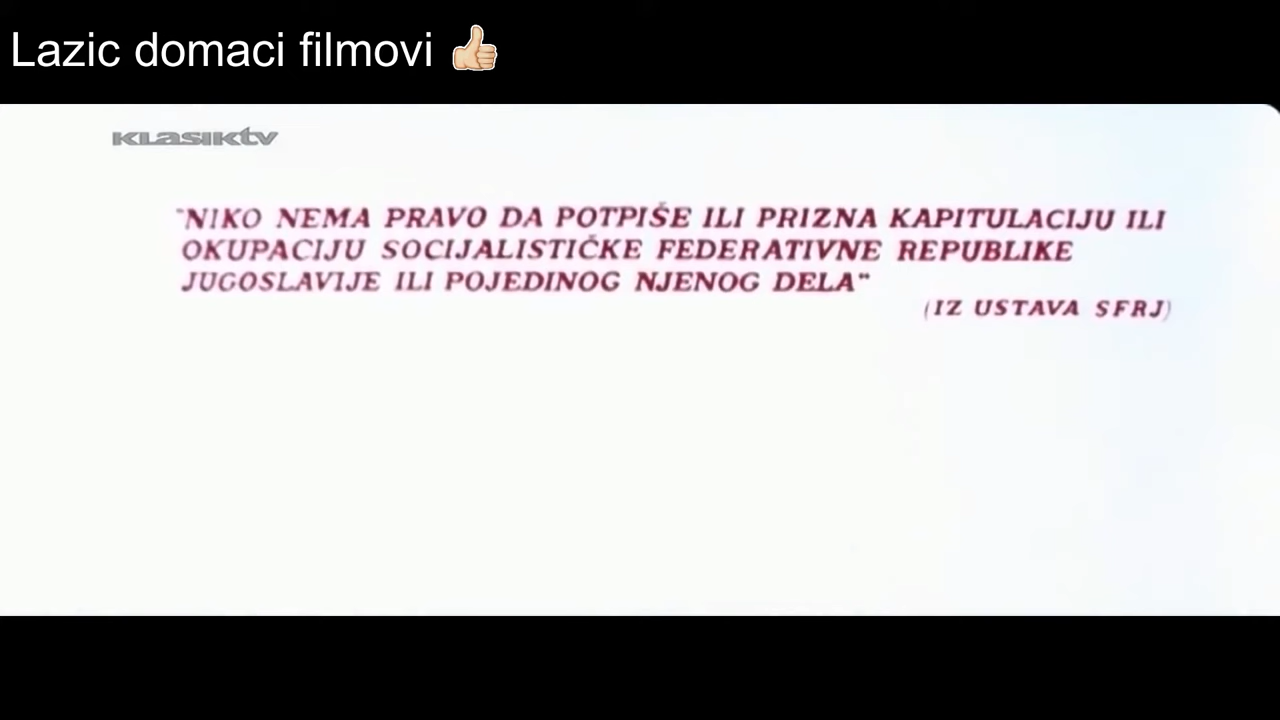 Lazic domaci filmovi 👍🏻
KLASIKtv
"NIKO NEMA PRAVO DA POTPIŠE ILI PRIZNA KAPITULACIJU ILI
OKUPACIJU SOCIJALISTIČKE FEDERATIVNE REPUBLIKE
JUGOSLAVIJE ILI POJEDINOG NJENOG DELA"
(IZ USTAVA SFRJ)